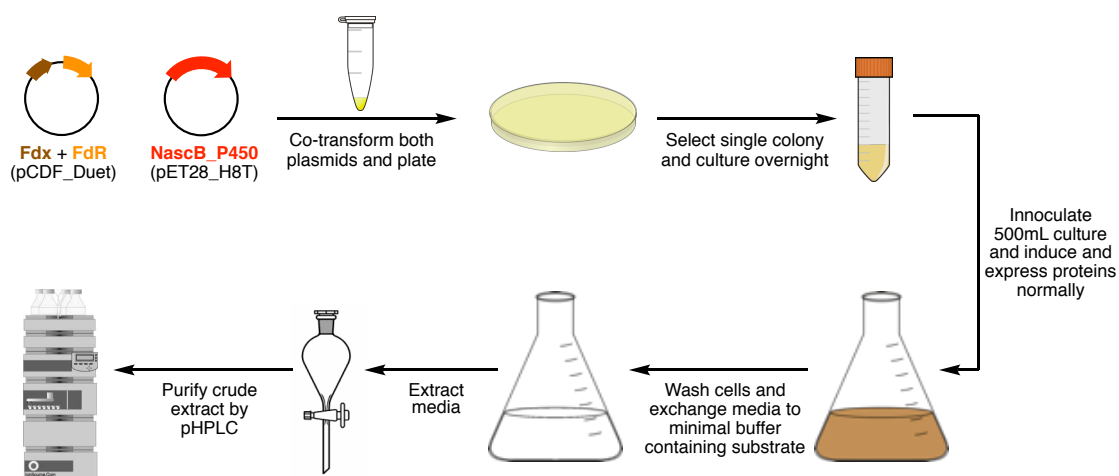 Fdx + FdR
(pCDF_Duet)
NascB_P450
(pET28_H8T)
Co-transform both
plasmids and plate
Select single colony
and culture overnight
Innoculate
500mL culture
and induce and
express proteins
normally
Wash cells and
exchange media to
minimal buffer
containing substrate
Extract
media
Purify crude
extract by
pHPLC